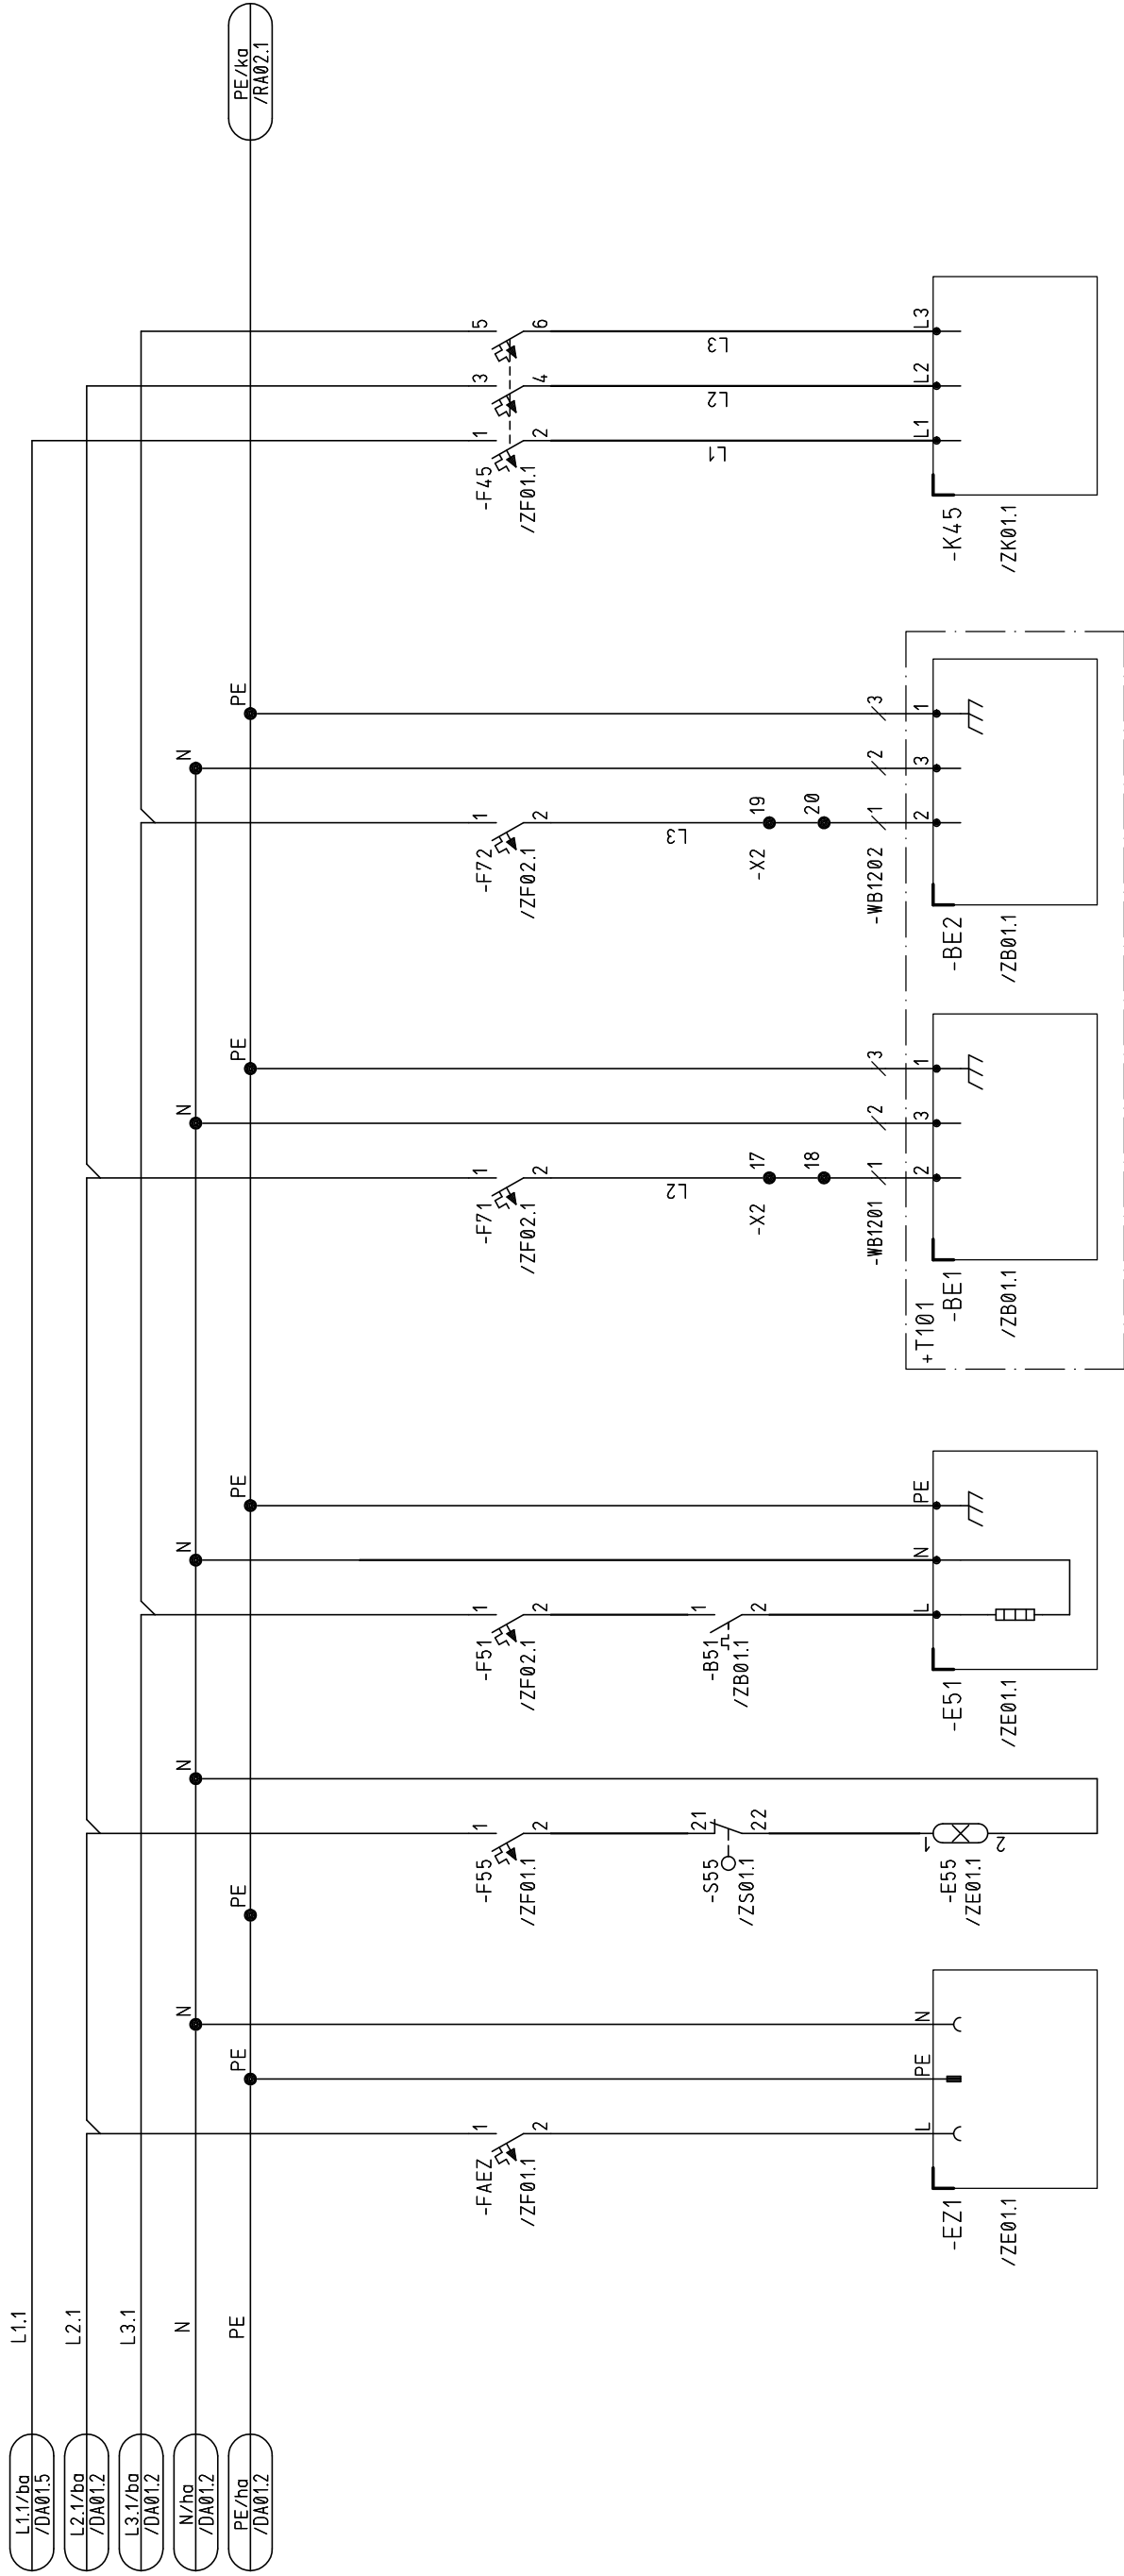 L1.1/ba
/DA01.5
L1.1
L2.1/ba
/DA01.2
L2.1
L3.1/ba
/DA01.2
L3.1
N/ha
/DA01.2
N
N
N
N
N
N
PE/ha
/DA01.2
PE
PE
PE
PE
PE
PE
PE/ka
/RA02.1
-FAEZ
/ZF01.1
1
2
-EZ1
/ZE01.1
L
PE
N
-F55
/ZF01.1
1
2
-S55
/ZS01.1
21
22
-E55
/ZE01.1
1
2
-F51
/ZF02.1
1
2
-B51
/ZB01.1
1
2
-E51
/ZE01.1
L
N
PE
+T101
-F71
/ZF02.1
1
2
L2
-X2
17
18
-WB1201
1
2
3
-BE1
/ZB01.1
2
3
1
-F72
/ZF02.1
1
2
L3
-X2
19
20
-WB1202
1
2
3
-BE2
/ZB01.1
2
3
1
-F45
/ZF01.1
1
2
3
4
5
6
L1
L2
L3
-K45
/ZK01.1
L1
L2
L3